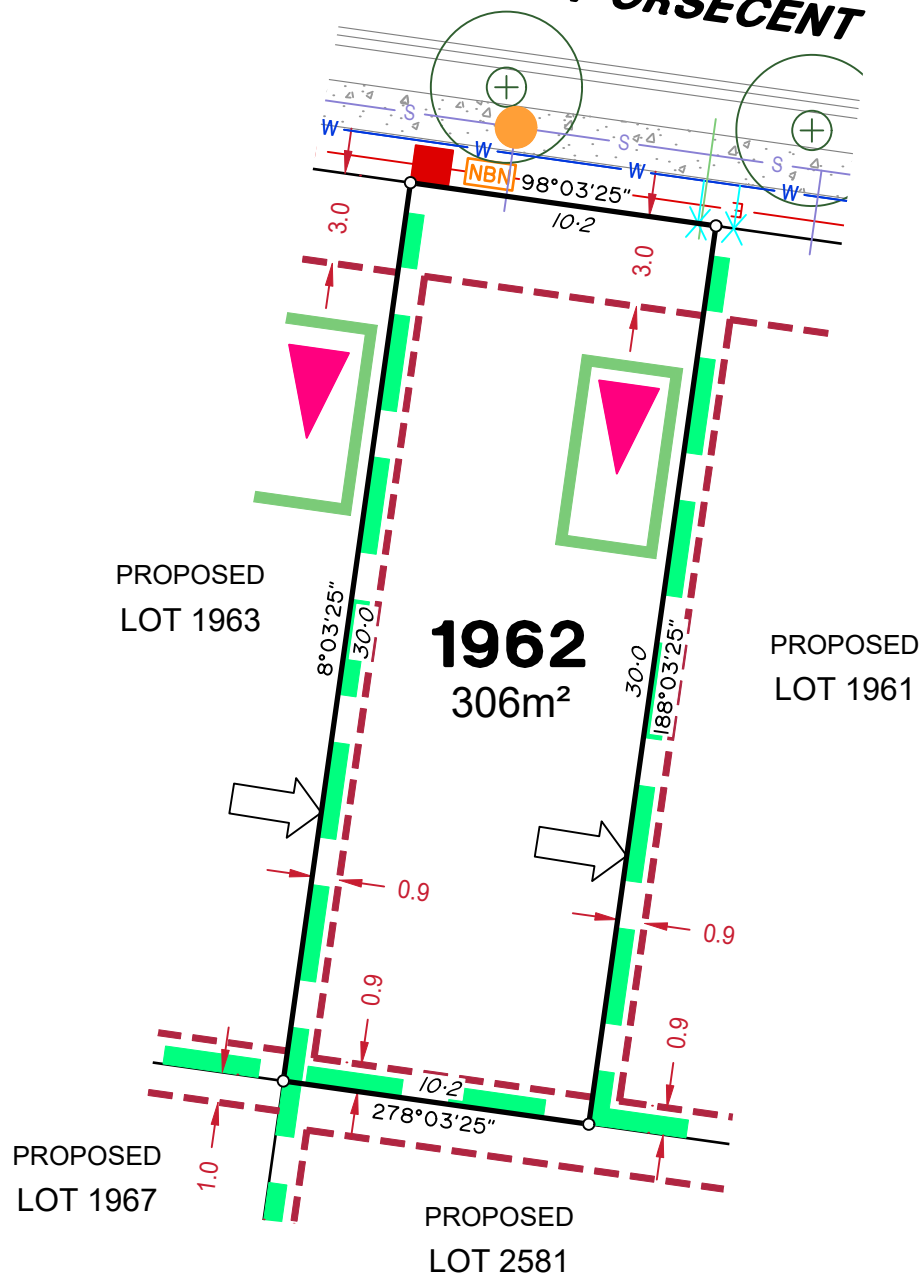 ORSECENT
S
S
S
W
W
W
W
NBN
E
98°03'25"
10·2
3.0
3.0
PROPOSED
LOT 1963
8°03'25"
30·0
1962
306m²
30·0
188°03'25"
PROPOSED
LOT 1961
0.9
0.9
0.9
0.9
10·2
278°03'25"
1.0
PROPOSED
LOT 1967
PROPOSED
LOT 2581